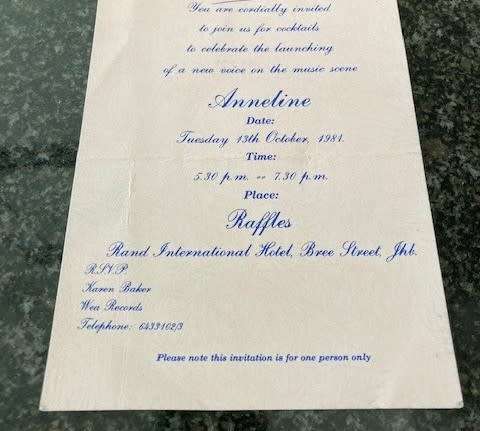 You are cordially invited
to join us for cocktails
to celebrate the launching
of a new voice on the music scene
Anneline
Date:
Tuesday 13th October, 1981.
Time:
5.30 p.m. -- 7.30 p.m.
Place:
Raffles
Rand International Hotel, Bree Street, Jhb.
R.S.V.P.
Karen Baker
Wea Records
Telephone: 6433102/3
Please note this invitation is for one person only